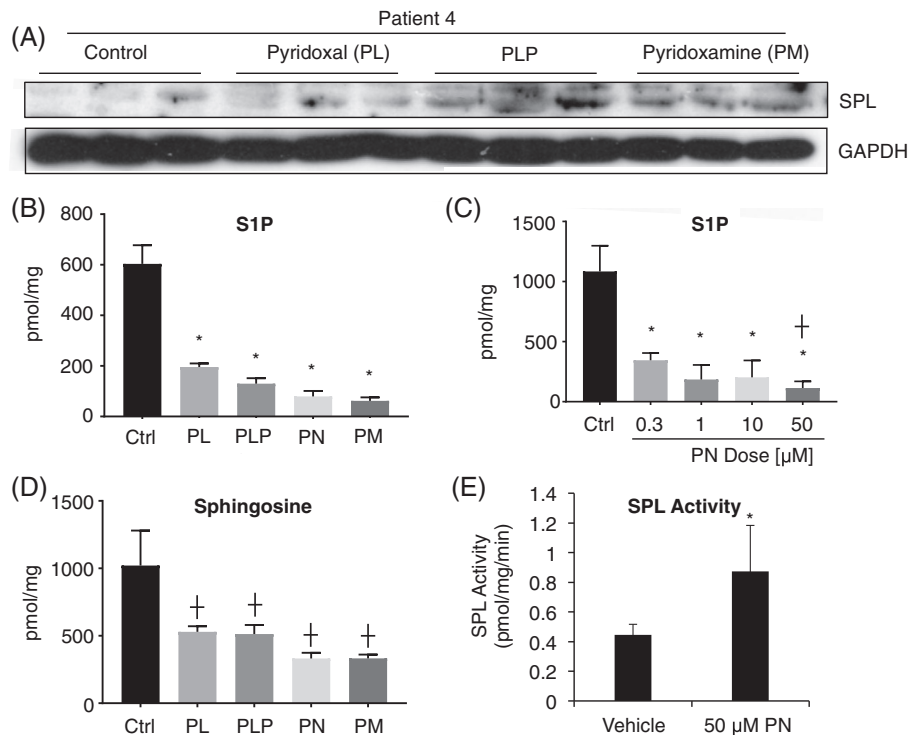 Patient 4
(A)
Control Pyridoxal (PL) PLP Pyridoxamine (PM)
SPL
GAPDH
(B)
S1P
pmol/mg
800
600
400
200
0
* * * *
Ctrl PL PLP PN PM
(C)
S1P
pmol/mg
1500
1000
500
0
* * * ┼ *
Ctrl 0.3 1 10 50
PN Dose [µM]
(D)
Sphingosine
pmol/mg
1500
1000
500
0
┼ ┼ ┼ ┼
Ctrl PL PLP PN PM
(E)
SPL Activity
*
SPL Activity
(pmol/mg/min)
1.4
1.2
1
0.8
0.6
0.4
0.2
0
Vehicle 50 µM PN